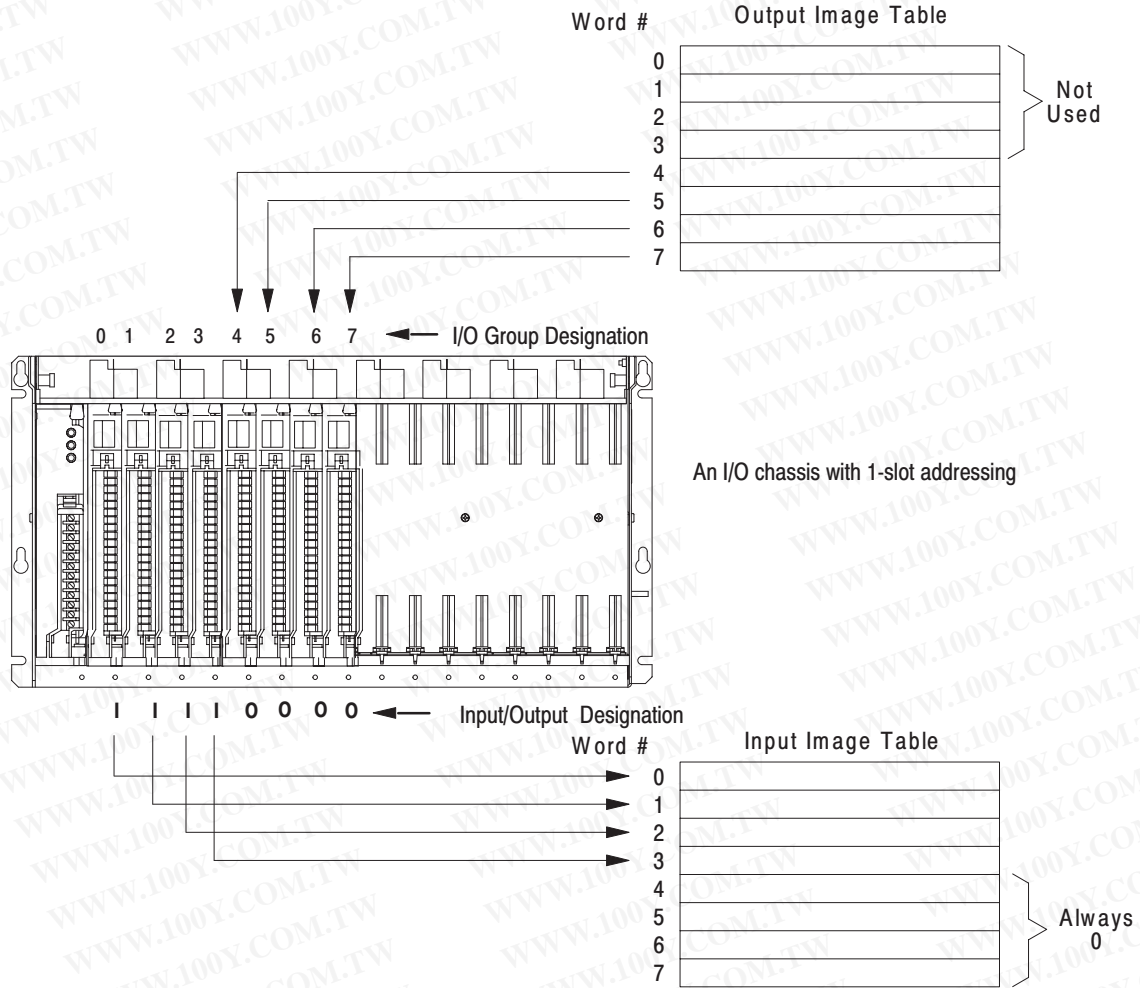 Word #
Output Image Table
0
1
2
3
4
5
6
7
Not
Used
0 1 2 3 4 5 6 7
I/O Group Designation
An I/O chassis with 1-slot addressing
I I I I O O O O
Input/Output Designation
Word #
Input Image Table
0
1
2
3
4
5
6
7
Always
0
WWW.100Y.COM.TW